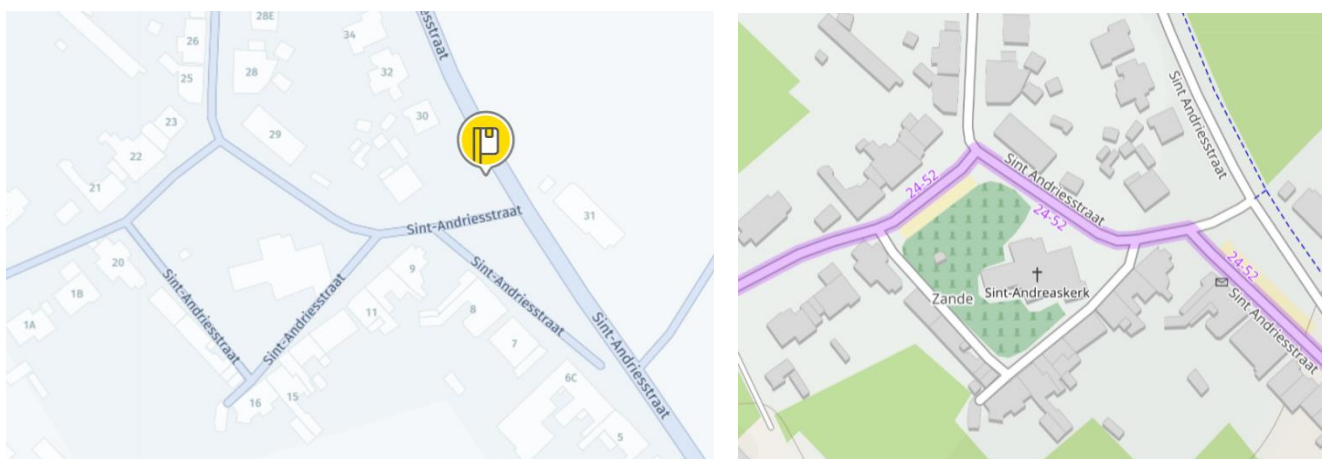 28E
26
34
25
28
32
30
23
29
22
21
Sint-Andriesstraat
31
20
9
1B
1A
Sint-Andriesstraat
Sint-Andriesstraat
11
Sint-Andriesstraat
8
7
Sint-Andriesstraat
6C
16
15
5
Sint Andriesstraat
Sint Andriesstraat
24-52
24-52
24-52
Zande
Sint-Andreaskerk
Sint Andriesstraat